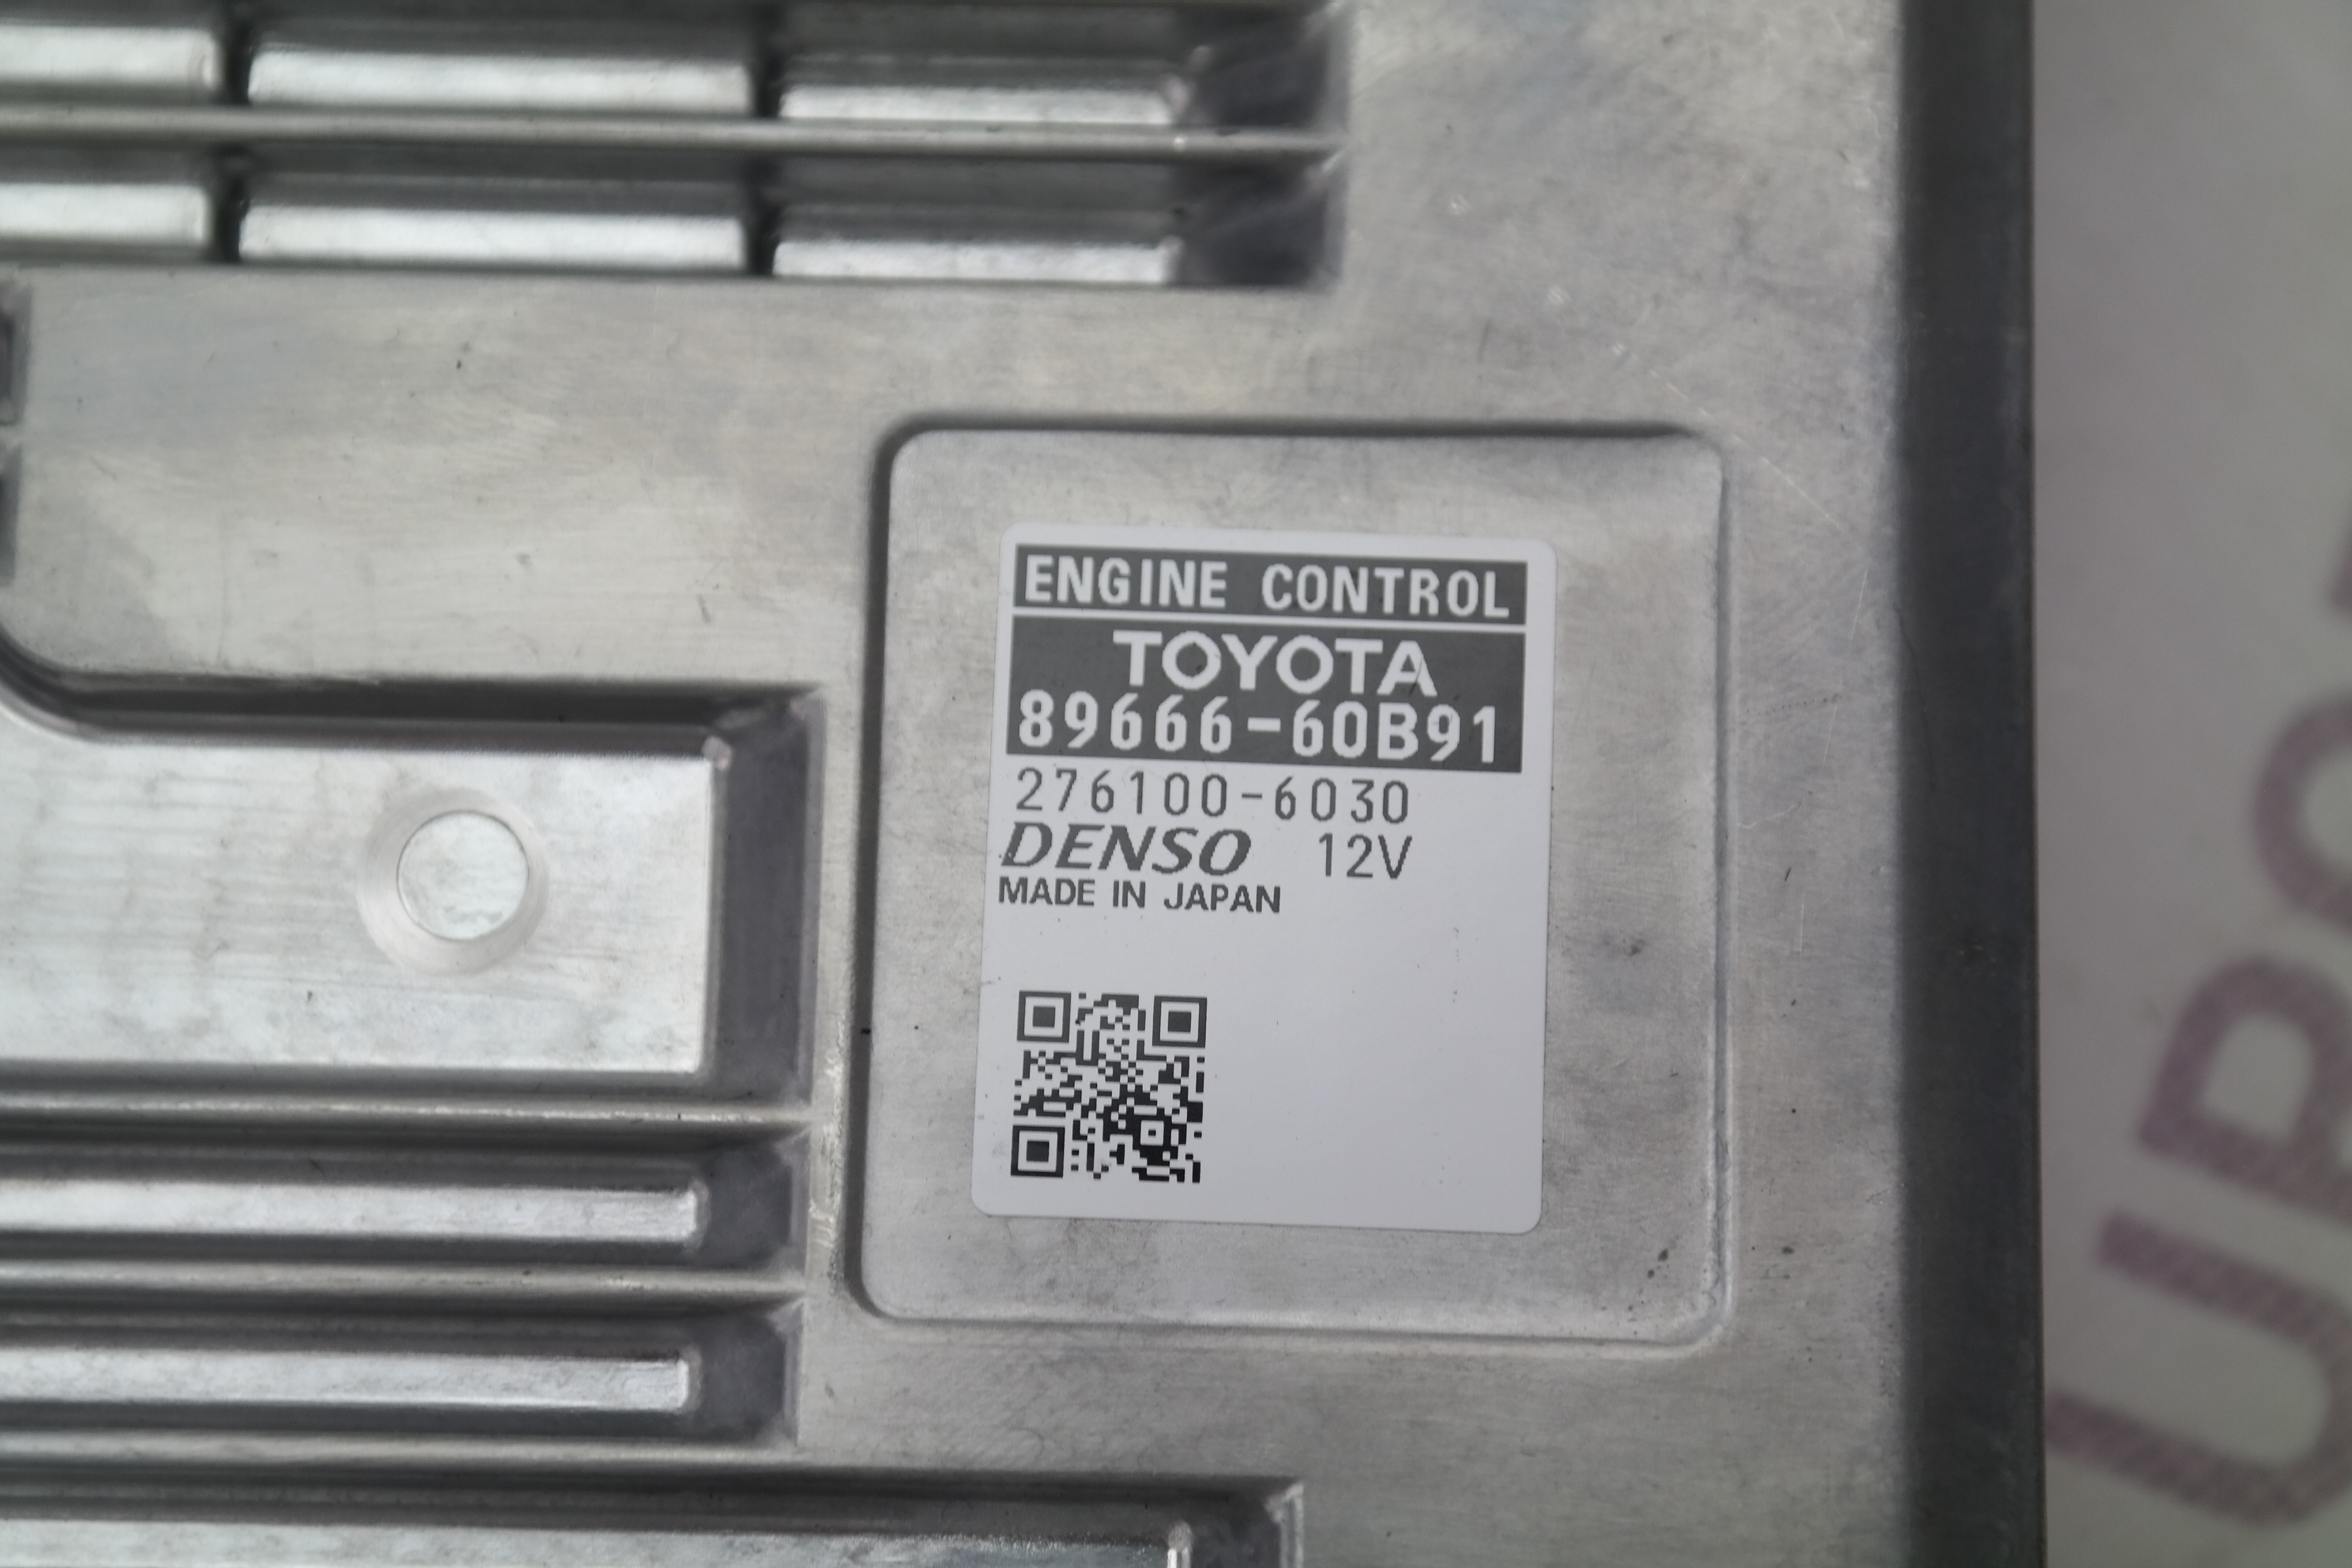 ENGINE CONTROL
TOYOTA
89666-60B91
276100-6030
DENSO 12V
MADE IN JAPAN